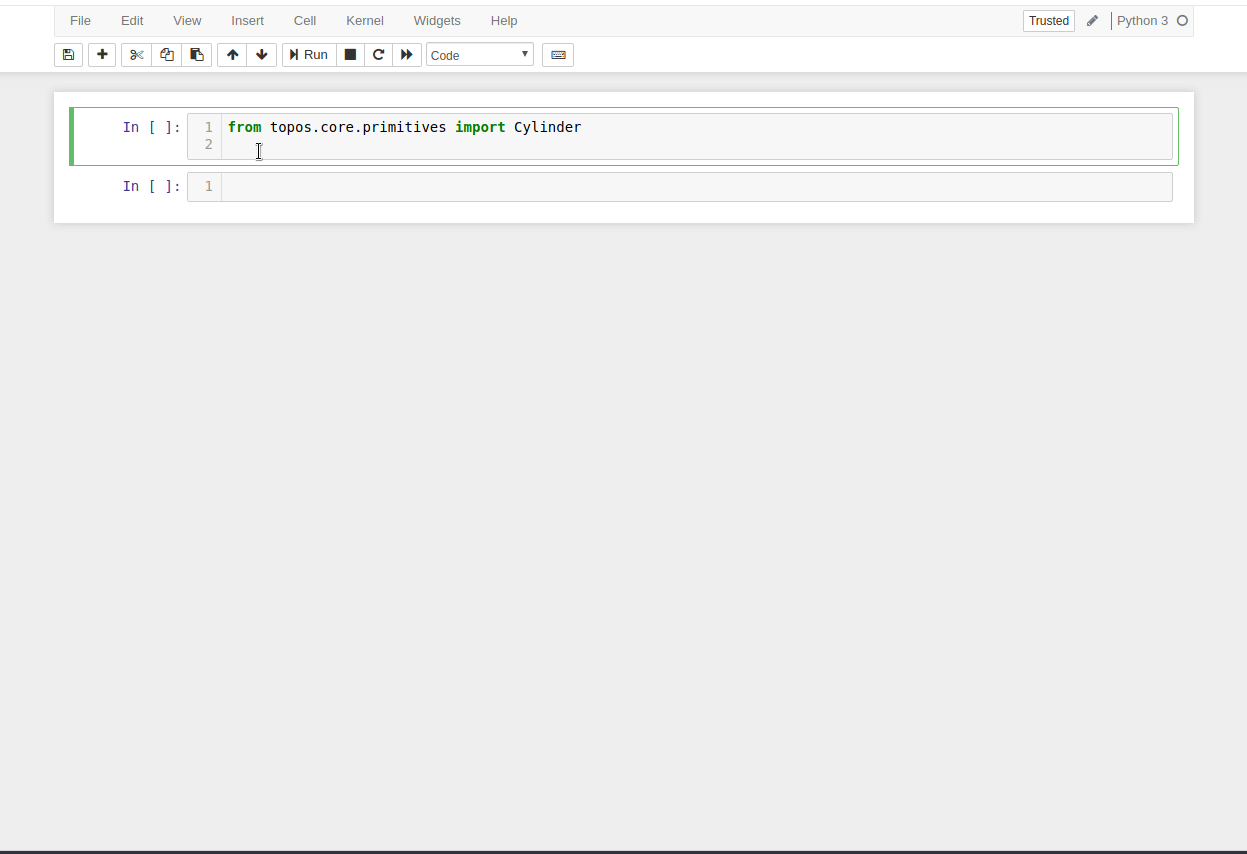 File Edit View Insert Cell Kernel Widgets Help Trusted Python 3
Run Code
In [ ]: 1 from topos.core.primitives import Cylinder
2
In [ ]: 1